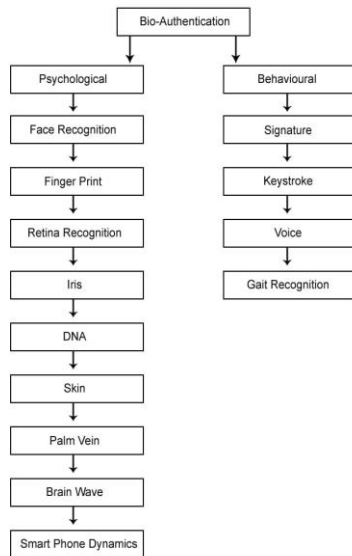 Bio-Authentication
Psychological
Behavioural
Face Recognition
Signature
Finger Print
Keystroke
Retina Recognition
Voice
Iris
Gait Recognition
DNA
Skin
Palm Vein
Brain Wave
Smart Phone Dynamics